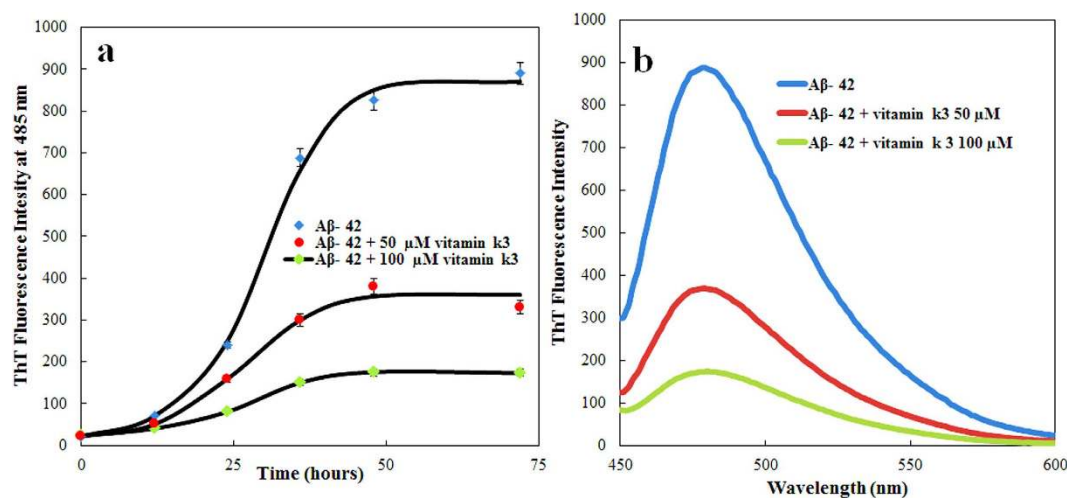 a
ThT Fluorescence Intesity at 485 nm
1000
900
800
700
600
500
400
300
200
100
0
Aβ- 42
Aβ- 42 + 50 µM vitamin k3
Aβ- 42 + 100 µM vitamin k3
0 25 50 75
Time (hours)
b
ThT Fluorescence Intensity
1000
900
800
700
600
500
400
300
200
100
0
Aβ- 42
Aβ- 42 + vitamin k3 50 µM
Aβ- 42 + vitamin k 3 100 µM
450 500 550 600
Wavelength (nm)